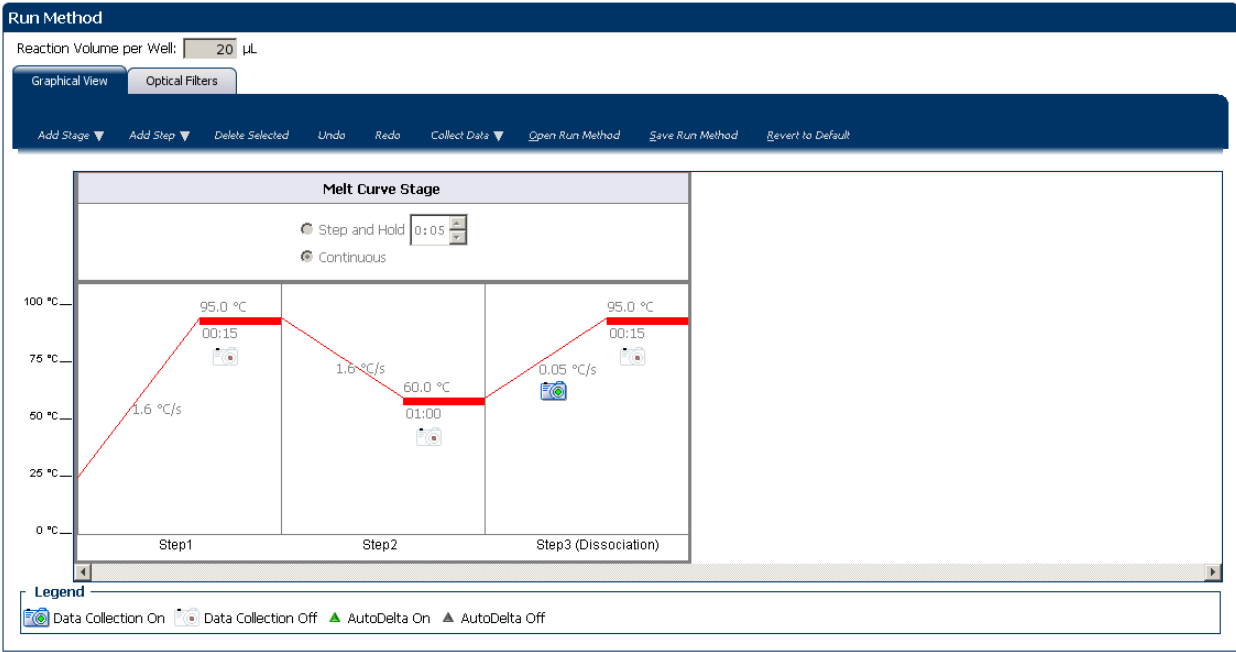 Run Method
Reaction Volume per Well: 20 µL
Graphical View Optical Filters
Add Stage ▼ Add Step ▼ Delete Selected Undo Redo Collect Data ▼ Open Run Method Save Run Method Revert to Default
Melt Curve Stage
Step and Hold 0:05
Continuous
100 °C
75 °C
50 °C
25 °C
0 °C
95.0 °C
00:15
1.6 °C/s
Step1
1.6 °C/s
60.0 °C
01:00
Step2
95.0 °C
00:15
0.05 °C/s
Step3 (Dissociation)
Legend
Data Collection On Data Collection Off ▲ AutoDelta On ▲ AutoDelta Off